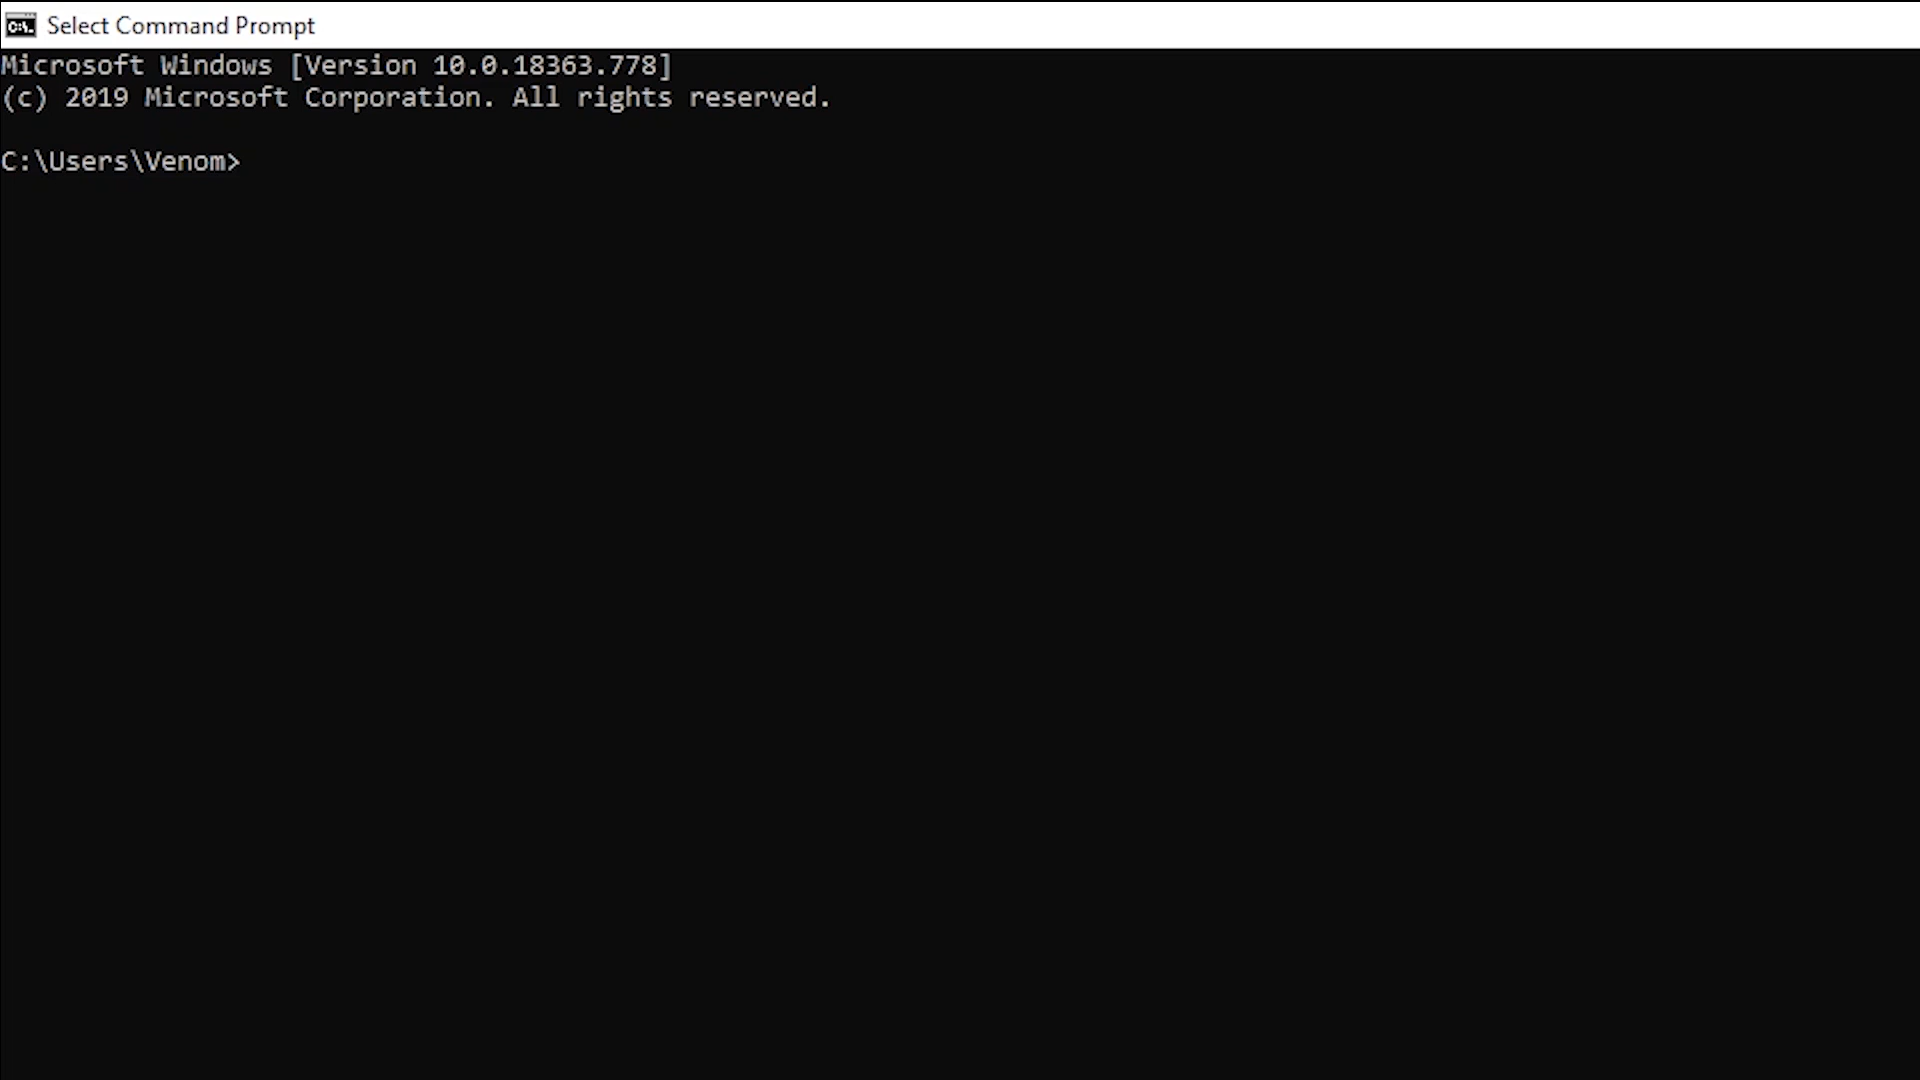 Select Command Prompt
Microsoft Windows [Version 10.0.18363.778]
(c) 2019 Microsoft Corporation. All rights reserved.
C:\Users\Venom>